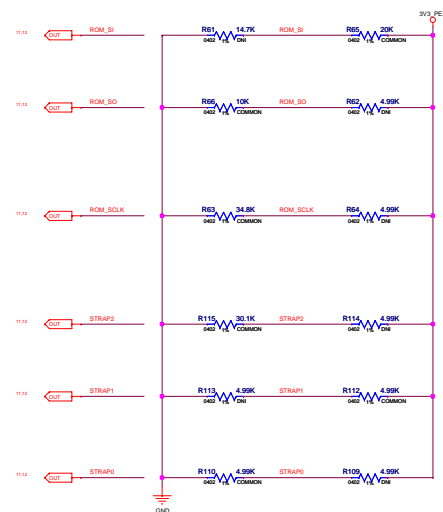 3V3_PE
11,12 OUT ROM_SI R61 14.7K ROM_SI R65 20K
0402 1% DNI 0402 1% COMMON
11,12 OUT ROM_SO R66 10K ROM_SO R62 4.99K
0402 1% COMMON 0402 1% DNI
11,12 OUT ROM_SCLK R63 34.8K ROM_SCLK R64 4.99K
0402 1% COMMON 0402 1% DNI
11,12 OUT STRAP2 R115 30.1K STRAP2 R114 4.99K
0402 1% COMMON 0402 1% DNI
11,12 OUT STRAP1 R113 4.99K STRAP1 R112 4.99K
0402 1% DNI 0402 1% COMMON
11,12 OUT STRAP0 R110 4.99K STRAP0 R109 4.99K
0402 1% COMMON 0402 1% DNI
GND